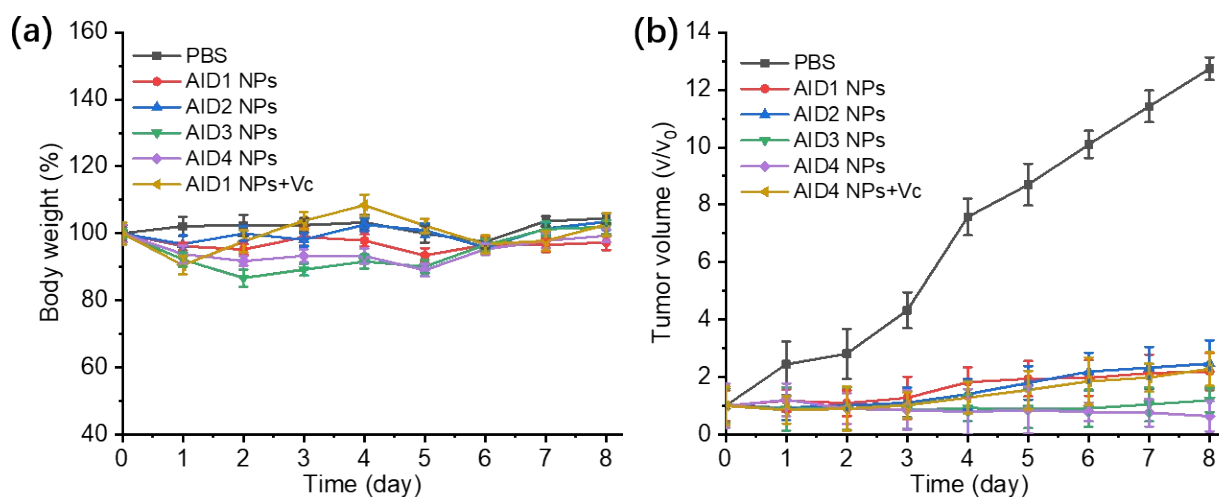 (a)
160
140
120
100
80
60
40
Body weight (%)
PBS
AID1 NPs
AID2 NPs
AID3 NPs
AID4 NPs
AID1 NPs+Vc
0 1 2 3 4 5 6 7 8
Time (day)
(b)
14
12
10
8
6
4
2
0
Tumor volume (v/v₀)
PBS
AID1 NPs
AID2 NPs
AID3 NPs
AID4 NPs
AID4 NPs+Vc
0 1 2 3 4 5 6 7 8
Time (day)